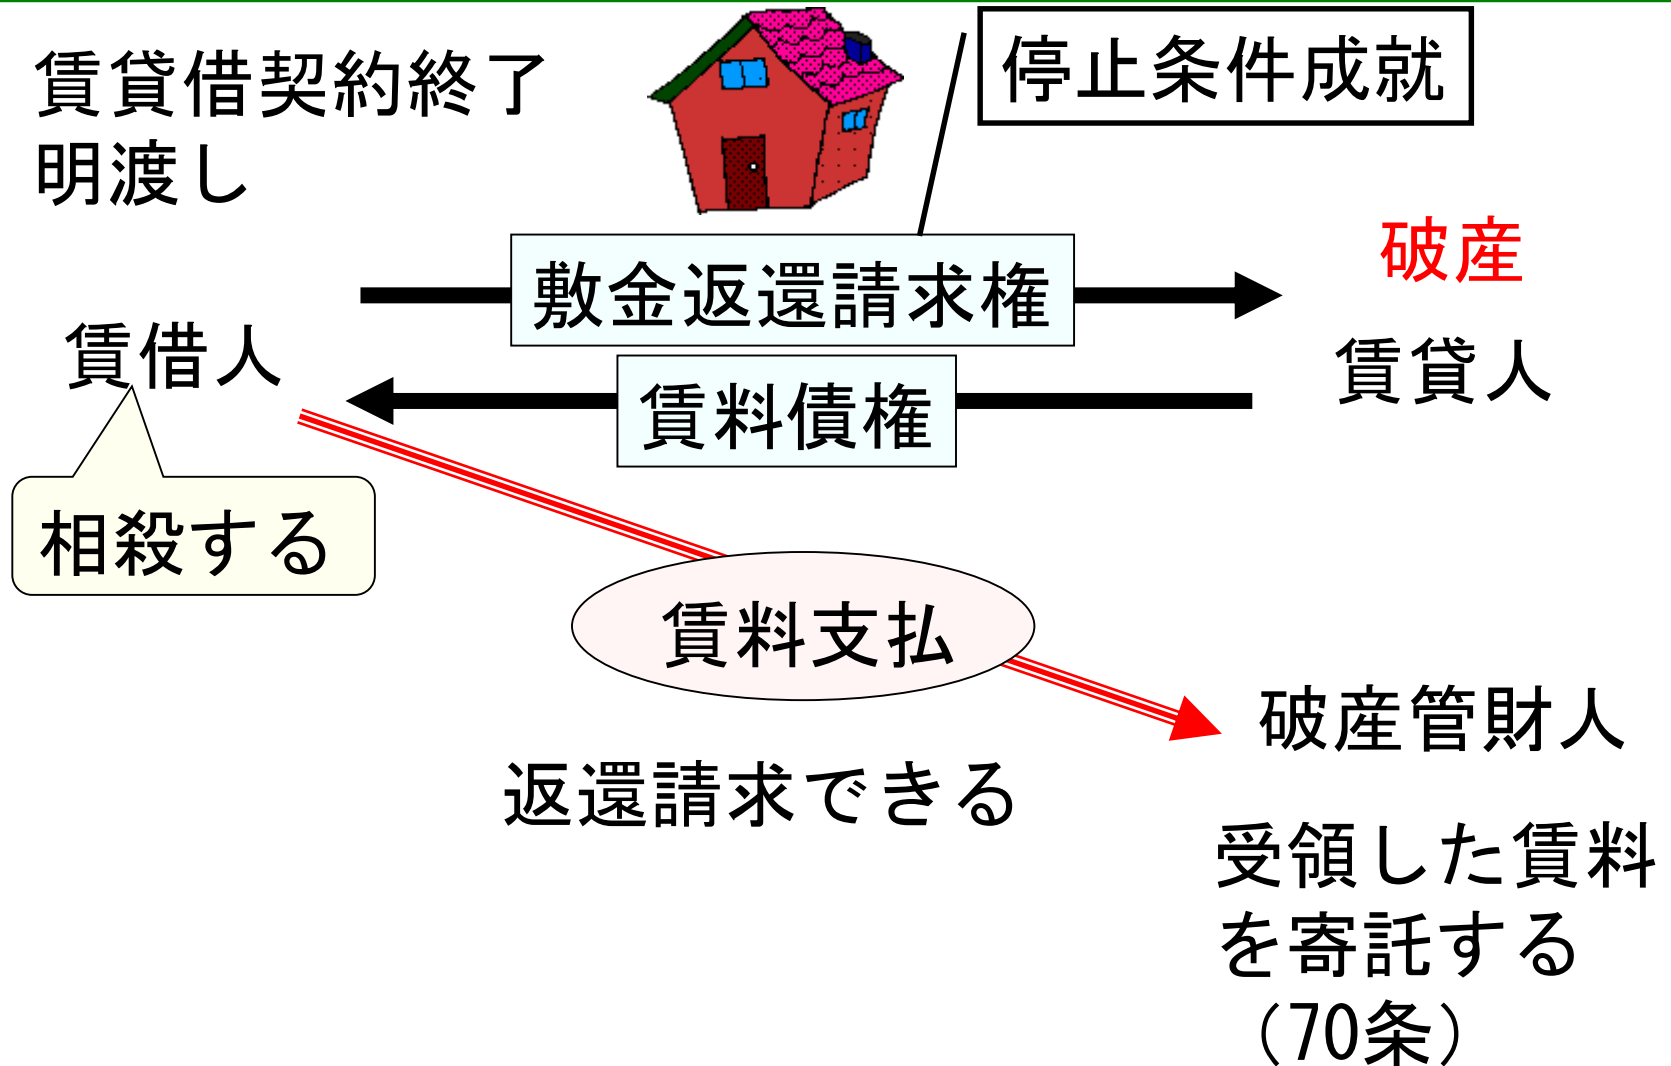 賃貸借契約終了
明渡し
停止条件成就
破産
敷金返還請求権
賃借人
賃貸人
賃料債権
相殺する
賃料支払
破産管財人
返還請求できる
受領した賃料
を寄託する
（70条）